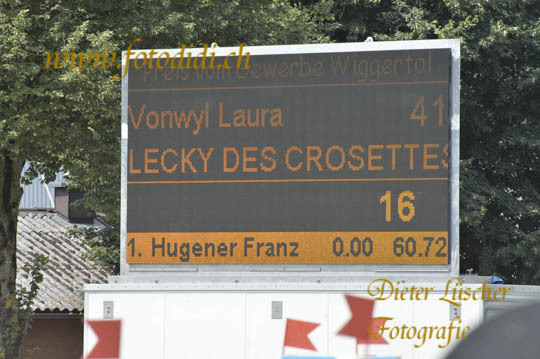 www.fotodidi.ch
Preis vom Gewerbe Wiggertal
Vonwyl Laura 41
LECKY DES CROSETTES
16
1. Hugener Franz 0.00 60.72
Dieter Lüscher
Fotografie